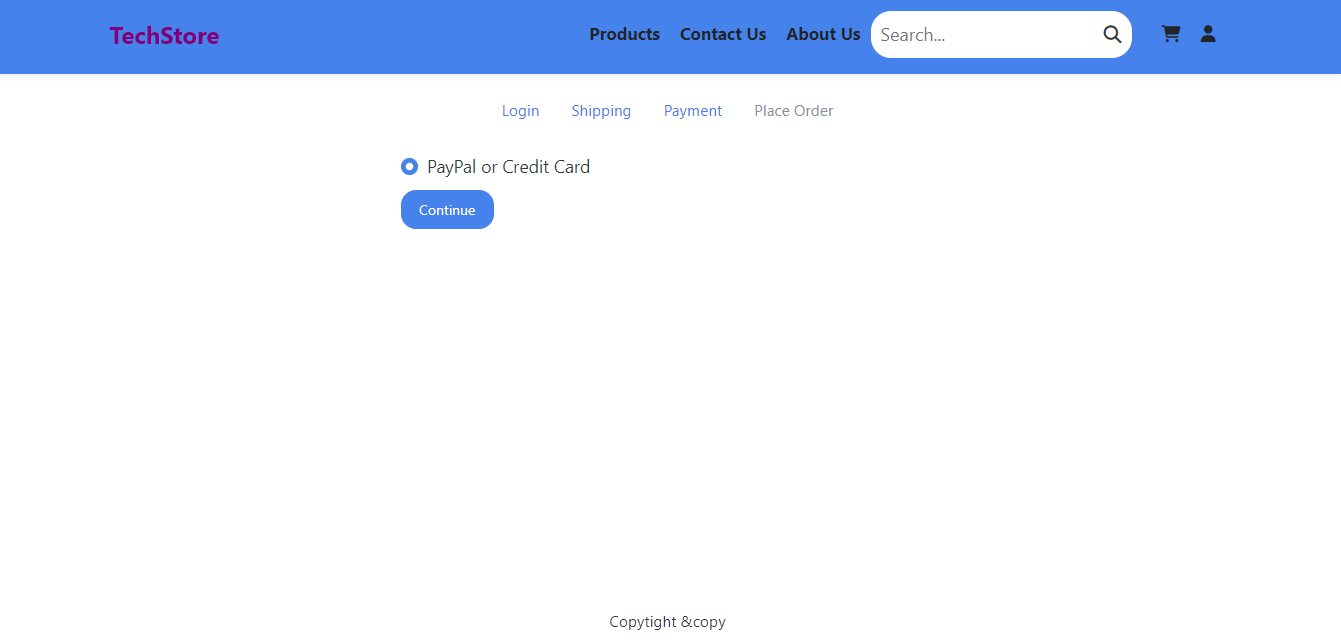 TechStore
Products Contact Us About Us Search...
Login Shipping Payment Place Order
PayPal or Credit Card
Continue
Copytight &copy